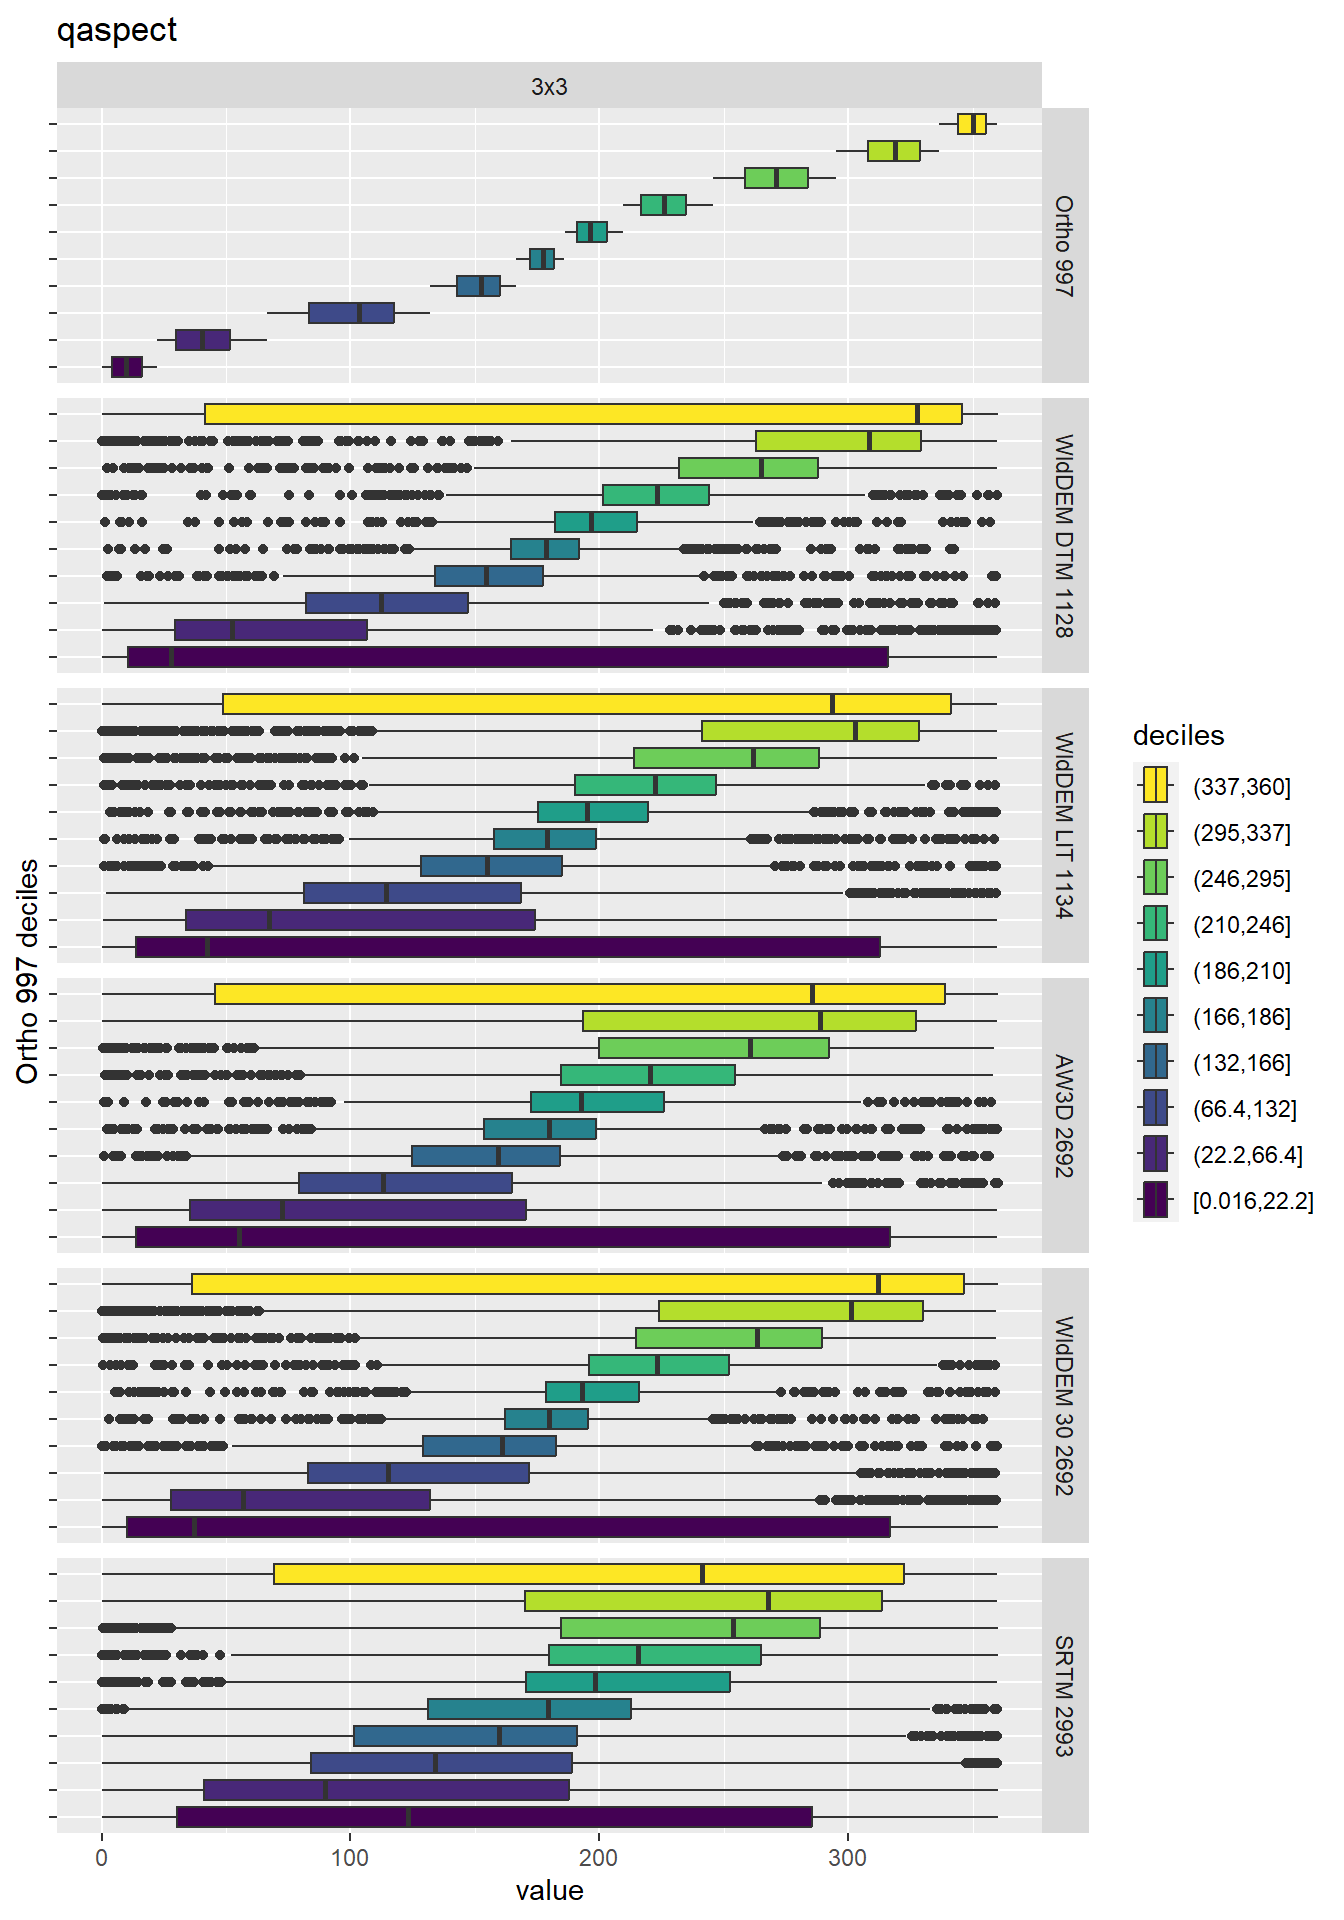 qaspect
3x3
Ortho 997
WldDEM DTM 1128
WldDEM LIT 1134
AW3D 2692
WldDEM 30 2692
SRTM 2993
Ortho 997 deciles
0
100
200
300
value
deciles
(337,360]
(295,337]
(246,295]
(210,246]
(186,210]
(166,186]
(132,166]
(66.4,132]
(22.2,66.4]
[0.016,22.2]